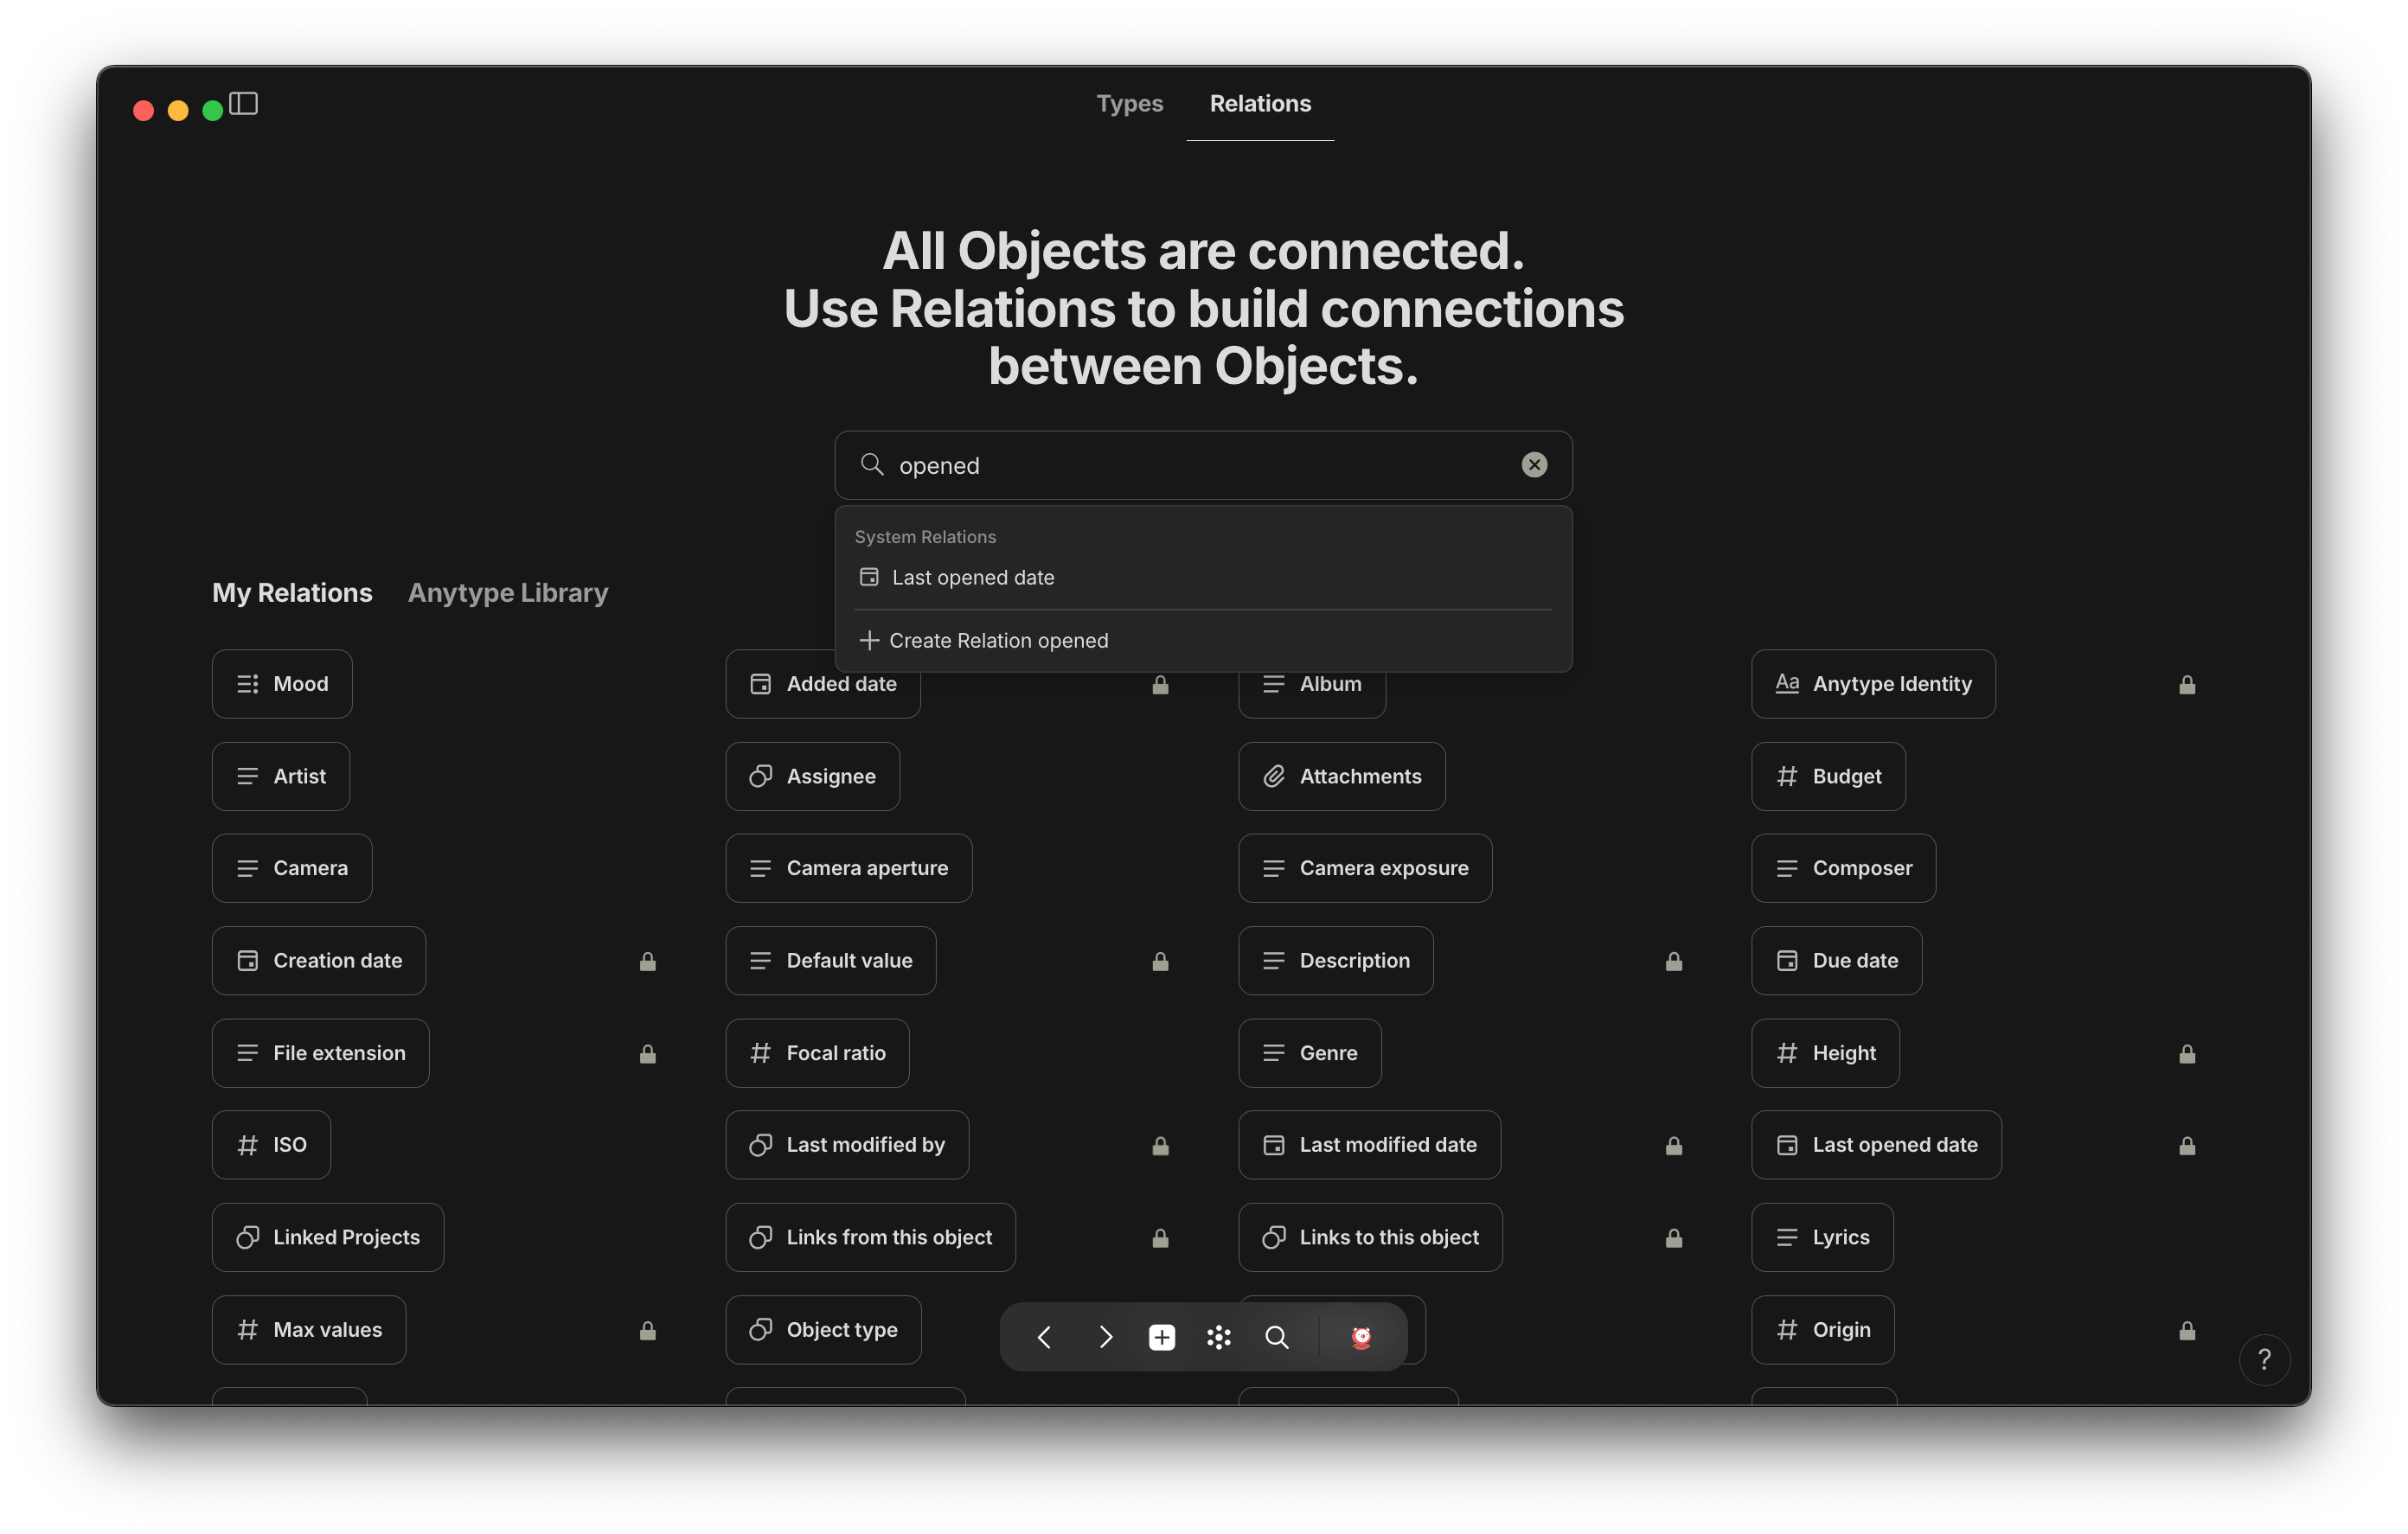 Types
Relations
All Objects are connected.
Use Relations to build connections
between Objects.
opened
System Relations
Last opened date
Create Relation opened
My Relations
Anytype Library
Mood
Added date
Album
Aa Anytype Identity
Artist
Assignee
Attachments
# Budget
Camera
Camera aperture
Camera exposure
Composer
Creation date
Default value
Description
Due date
File extension
# Focal ratio
Genre
# Height
# ISO
Last modified by
Last modified date
Last opened date
Linked Projects
Links from this object
Links to this object
Lyrics
# Max values
Object type
# Origin
?